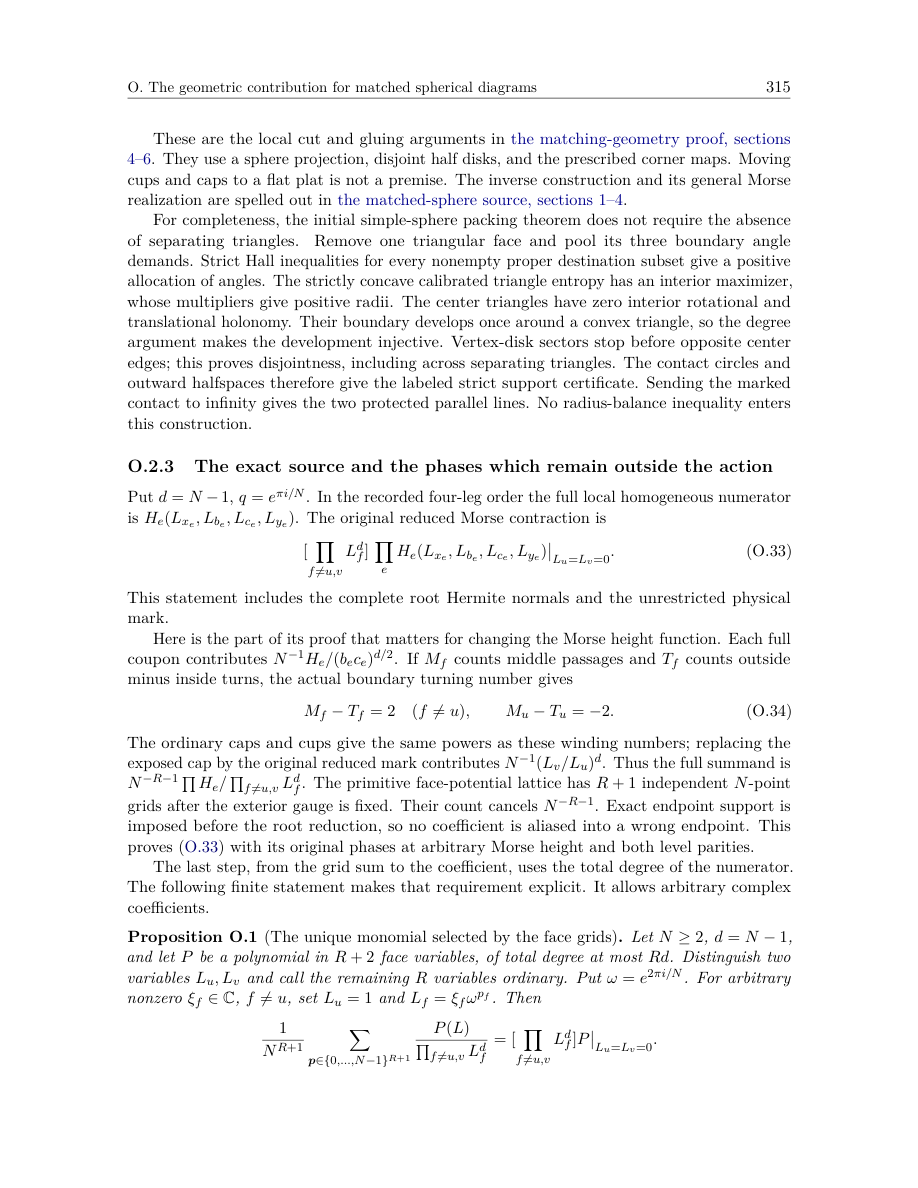 O. The geometric contribution for matched spherical diagrams 315
These are the local cut and gluing arguments in the matching-geometry proof, sections
4–6. They use a sphere projection, disjoint half disks, and the prescribed corner maps. Moving
cups and caps to a flat plat is not a premise. The inverse construction and its general Morse
realization are spelled out in the matched-sphere source, sections 1–4.
For completeness, the initial simple-sphere packing theorem does not require the absence
of separating triangles. Remove one triangular face and pool its three boundary angle
demands. Strict Hall inequalities for every nonempty proper destination subset give a positive
allocation of angles. The strictly concave calibrated triangle entropy has an interior maximizer,
whose multipliers give positive radii. The center triangles have zero interior rotational and
translational holonomy. Their boundary develops once around a convex triangle, so the degree
argument makes the development injective. Vertex-disk sectors stop before opposite center
edges; this proves disjointness, including across separating triangles. The contact circles and
outward halfspaces therefore give the labeled strict support certificate. Sending the marked
contact to infinity gives the two protected parallel lines. No radius-balance inequality enters
this construction.
O.2.3 The exact source and the phases which remain outside the action
Put d = N − 1, q = e^{πi/N}. In the recorded four-leg order the full local homogeneous numerator
is H_e(L_{x_e}, L_{b_e}, L_{c_e}, L_{y_e}). The original reduced Morse contraction is
[∏_{f≠u,v} L_f^d] ∏_e H_e(L_{x_e}, L_{b_e}, L_{c_e}, L_{y_e})|_{L_u=L_v=0}. (O.33)
This statement includes the complete root Hermite normals and the unrestricted physical
mark.
Here is the part of its proof that matters for changing the Morse height function. Each full
coupon contributes N^{−1}H_e/(b_e c_e)^{d/2}. If M_f counts middle passages and T_f counts outside
minus inside turns, the actual boundary turning number gives
M_f − T_f = 2 (f ≠ u), M_u − T_u = −2. (O.34)
The ordinary caps and cups give the same powers as these winding numbers; replacing the
exposed cap by the original reduced mark contributes N^{−1}(L_v/L_u)^d. Thus the full summand is
N^{−R−1} ∏ H_e/ ∏_{f≠u,v} L_f^d. The primitive face-potential lattice has R + 1 independent N-point
grids after the exterior gauge is fixed. Their count cancels N^{−R−1}. Exact endpoint support is
imposed before the root reduction, so no coefficient is aliased into a wrong endpoint. This
proves (O.33) with its original phases at arbitrary Morse height and both level parities.
The last step, from the grid sum to the coefficient, uses the total degree of the numerator.
The following finite statement makes that requirement explicit. It allows arbitrary complex
coefficients.
Proposition O.1 (The unique monomial selected by the face grids). Let N ≥ 2, d = N − 1,
and let P be a polynomial in R + 2 face variables, of total degree at most Rd. Distinguish two
variables L_u, L_v and call the remaining R variables ordinary. Put ω = e^{2πi/N}. For arbitrary
nonzero ξ_f ∈ ℂ, f ≠ u, set L_u = 1 and L_f = ξ_f ω^{p_f}. Then
1/N^{R+1} ∑_{p∈{0,...,N−1}^{R+1}} P(L)/∏_{f≠u,v} L_f^d = [∏_{f≠u,v} L_f^d]P|_{L_u=L_v=0}.